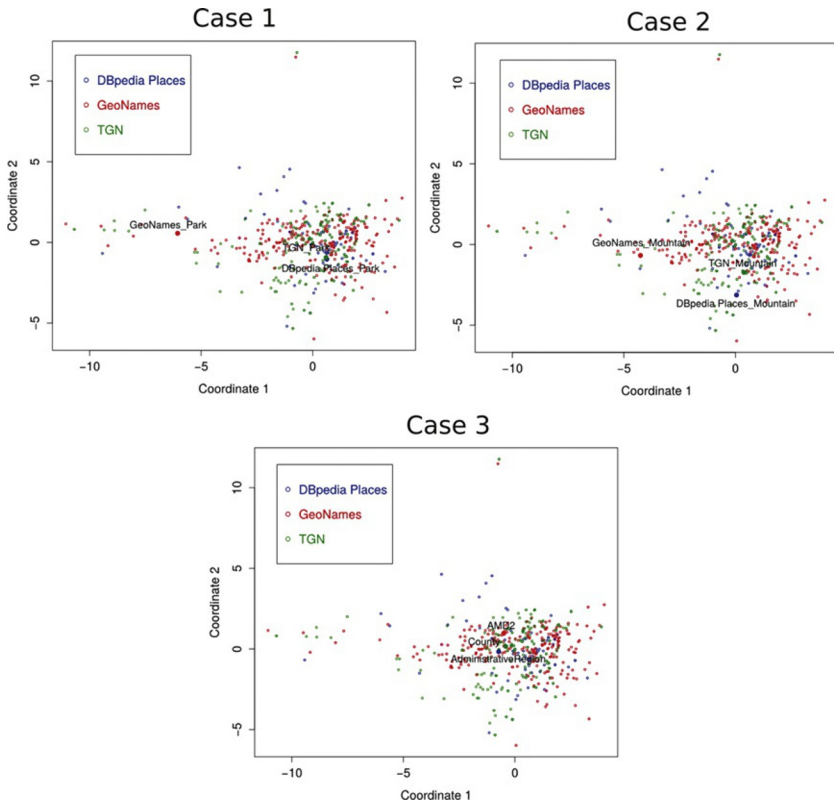 Case 1
Case 2
DBpedia Places
GeoNames
TGN
Coordinate 2
10
5
0
−5
GeoNames_Park
TGN_Park
DBpedia Places_Park
−10
−5
0
Coordinate 1
DBpedia Places
GeoNames
TGN
Coordinate 2
10
5
0
−5
GeoNames_Mountain
TGN_Mountain
DBpedia Places_Mountain
−10
−5
0
Coordinate 1
Case 3
DBpedia Places
GeoNames
TGN
Coordinate 2
10
5
0
−5
County
AdministrativeRegion
−10
−5
0
Coordinate 1